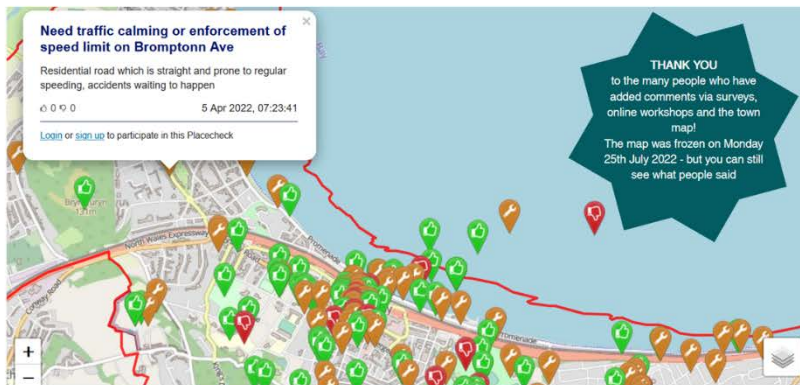 Need traffic calming or enforcement of
speed limit on Bromptonn Ave
Residential road which is straight and prone to regular
speeding, accidents waiting to happen
0 0
5 Apr 2022, 07:23:41
Login or sign up to participate in this Placecheck
THANK YOU
to the many people who have
added comments via surveys,
online workshops and the town
map!
The map was frozen on Monday
25th July 2022 - but you can still
see what people said
Bay
131m
North Wales Expressway
Promenade
Conway Road
Promenade
+
−